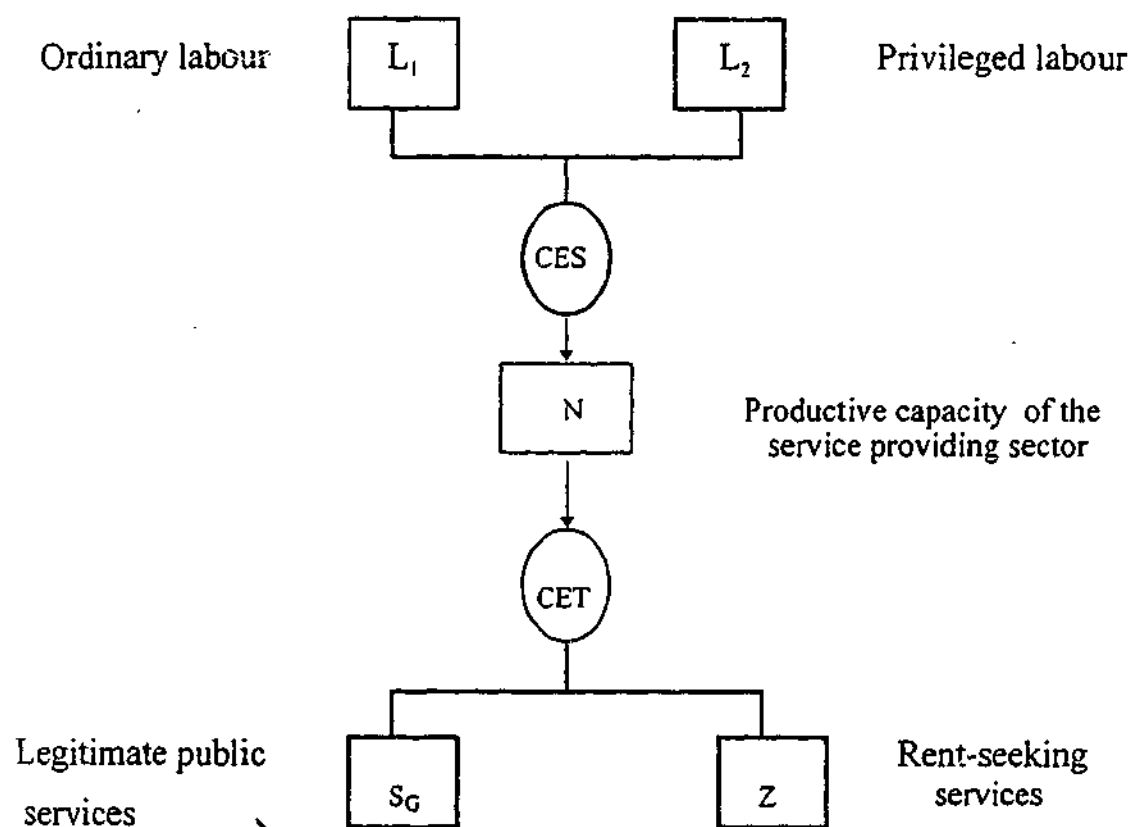 Ordinary labour
L₁
L₂
Privileged labour
CES
N
Productive capacity of the
service providing sector
CET
Legitimate public
services
S_G
Z
Rent-seeking
services